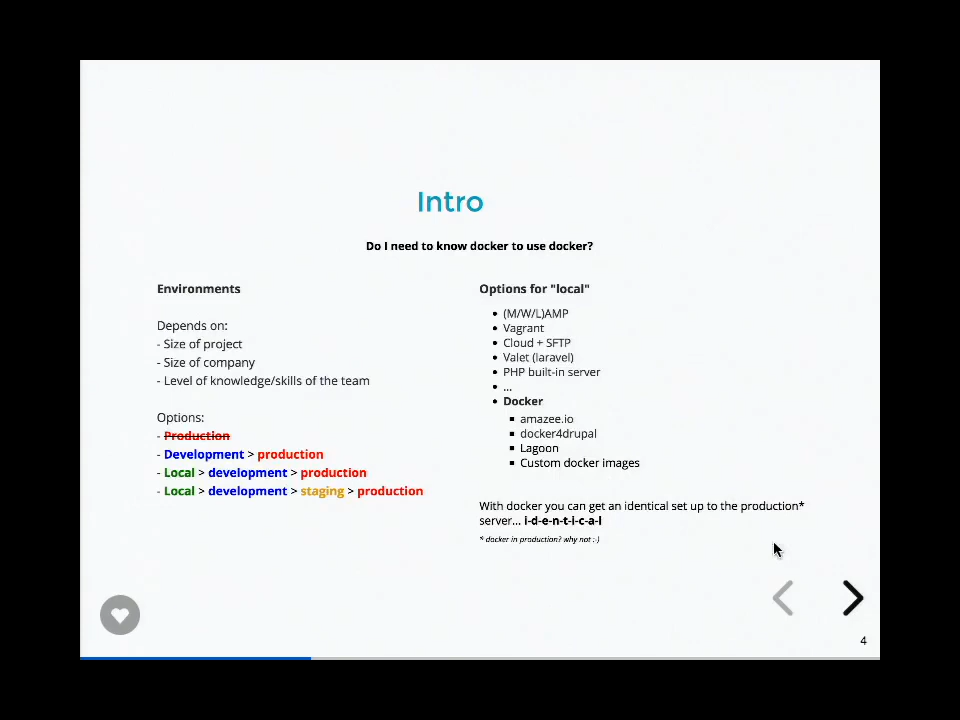 Intro
Do I need to know docker to use docker?
Environments
Depends on:
- Size of project
- Size of company
- Level of knowledge/skills of the team
Options:
- Production
- Development > production
- Local > development > production
- Local > development > staging > production
Options for "local"
• (M/W/L)AMP
• Vagrant
• Cloud + SFTP
• Valet (laravel)
• PHP built-in server
• ...
• Docker
▪ amazee.io
▪ docker4drupal
▪ Lagoon
▪ Custom docker images
With docker you can get an identical set up to the production*
server... i-d-e-n-t-i-c-a-l
* docker in production? why not :-)
4